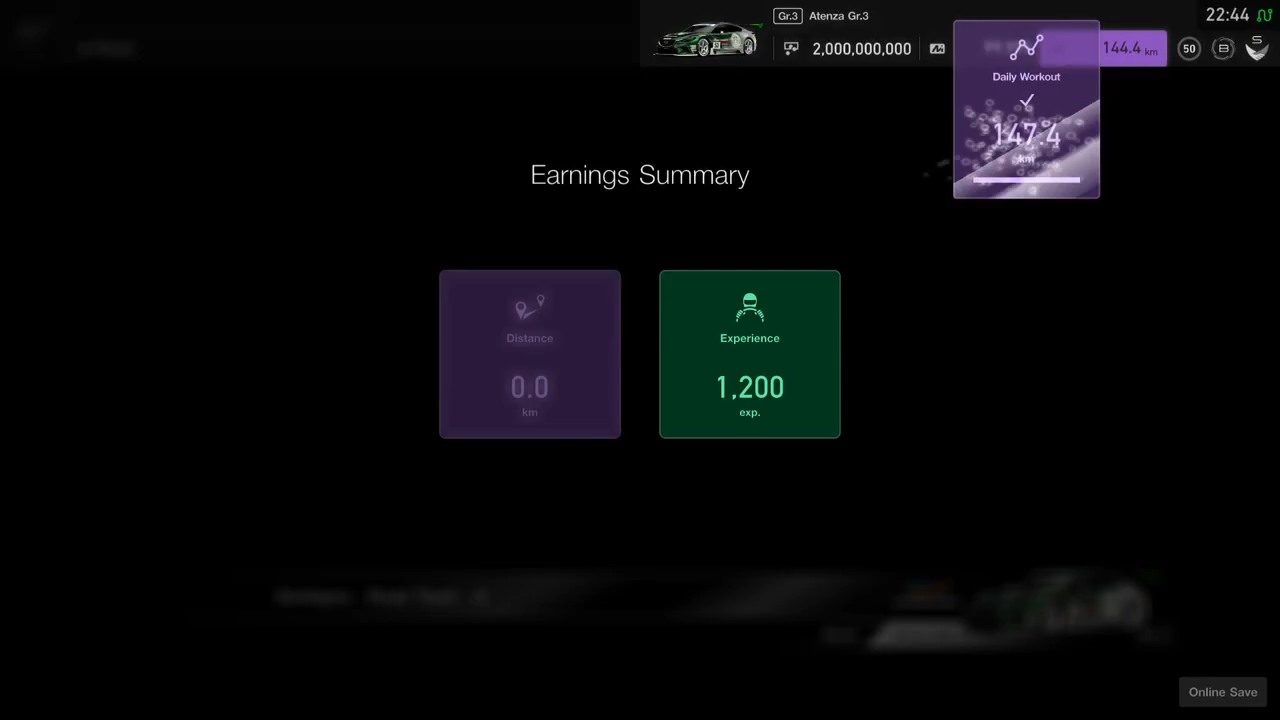 22:44
Gr.3 Atenza Gr.3
2,000,000,000
144.4 km
50
B
S
Daily Workout
147.4
km
Earnings Summary
Distance
0.0
km
Experience
1,200
exp.
Online Save